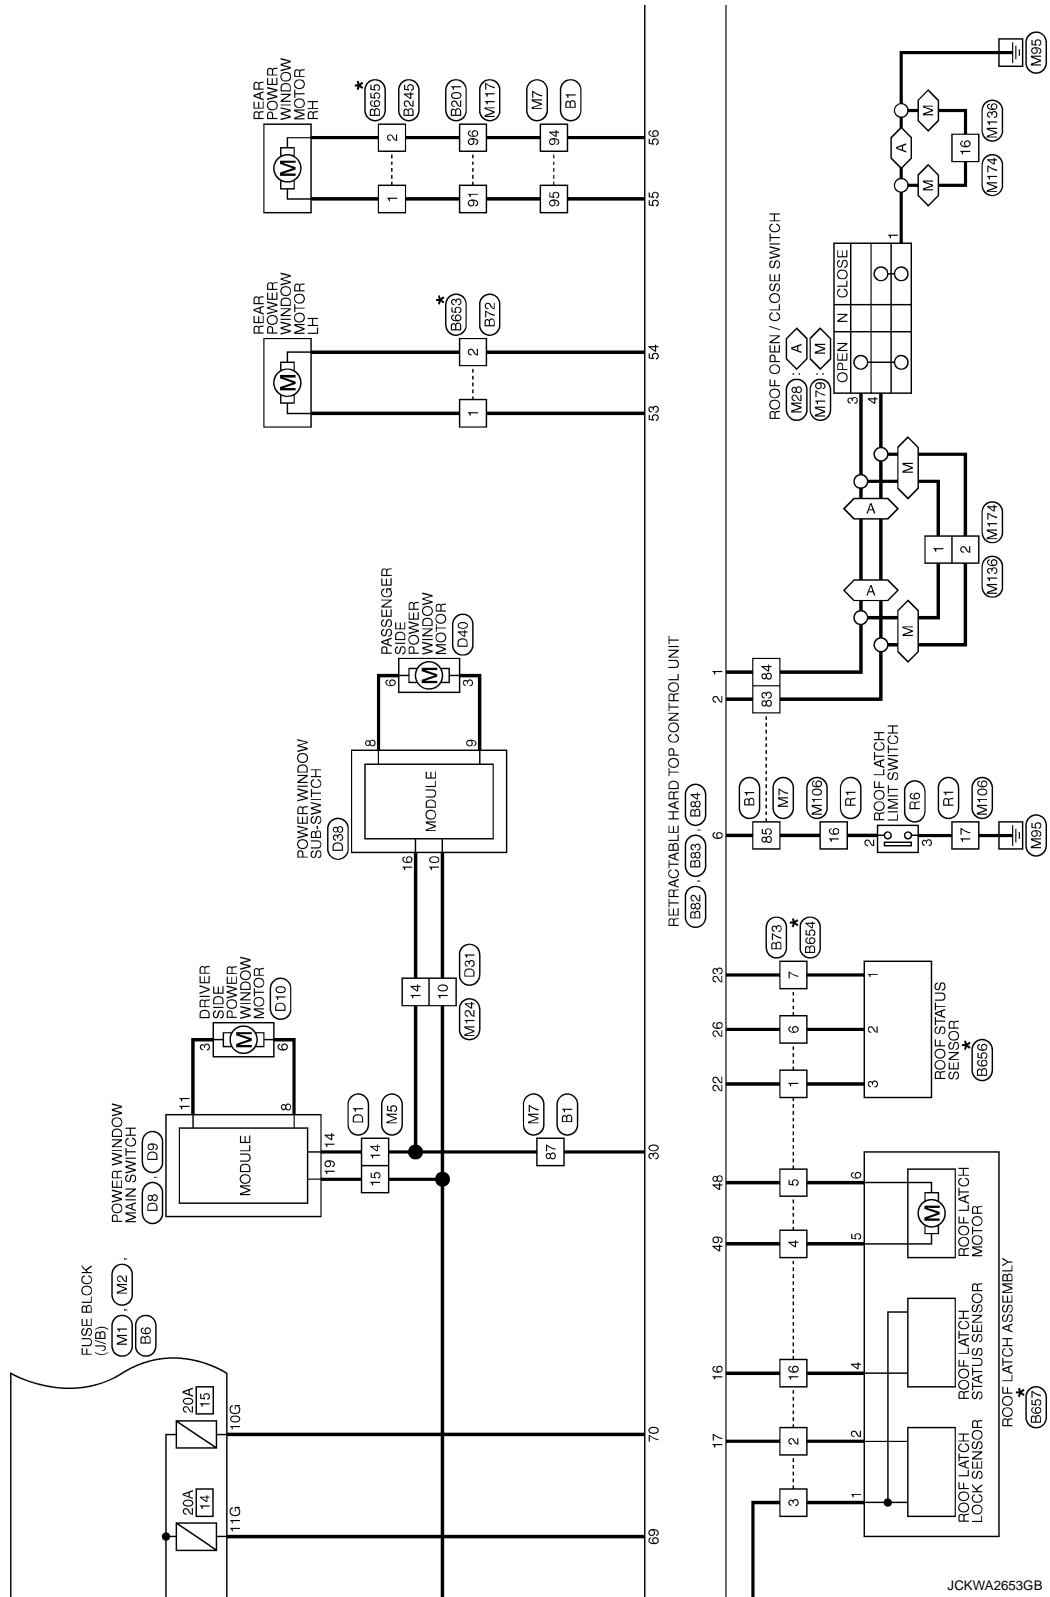 FUSE BLOCK
(J/B)
M1 , M2 ,
B6
20A
15
10G
20A
14
11G
70
69
POWER WINDOW
MAIN SWITCH
D8 , D9
MODULE
11
8
14
19
DRIVER
SIDE
POWER
WINDOW
MOTOR
D10
3
6
D1
M5
14
15
M7
B1
87
30
M124
D31
14
10
POWER WINDOW
SUB-SWITCH
D38
MODULE
16
10
8
9
PASSENGER
SIDE
POWER
WINDOW
MOTOR
D40
6
3
REAR
POWER
WINDOW
MOTOR
LH
M
*
B653
B72
2
1
54
53
REAR
POWER
WINDOW
MOTOR
RH
M
*
B655
B245
2
1
B201
M117
96
91
M7
B1
94
95
56
55
RETRACTABLE HARD TOP CONTROL UNIT
B82 , B83 , B84
17
16
49
48
22
26
23
6
2
1
3
2
16
4
5
1
6
7
B73
*
B654
1
2
4
5
6
ROOF LATCH
LOCK SENSOR
ROOF LATCH
STATUS SENSOR
M
ROOF LATCH
MOTOR
ROOF LATCH ASSEMBLY
*
B657
3
2
1
ROOF STATUS
SENSOR
*
B656
B1
M7
85
83
84
M106
R1
16
ROOF LATCH
LIMIT SWITCH
R6
2
3
R1
M106
17
M95
M
A
M136
M174
1
2
A
M
3
4
ROOF OPEN / CLOSE SWITCH
M28 : A
M179 : M
OPEN
N
CLOSE
1
M
A
M
16
M174
M136
M95
JCKWA2653GB